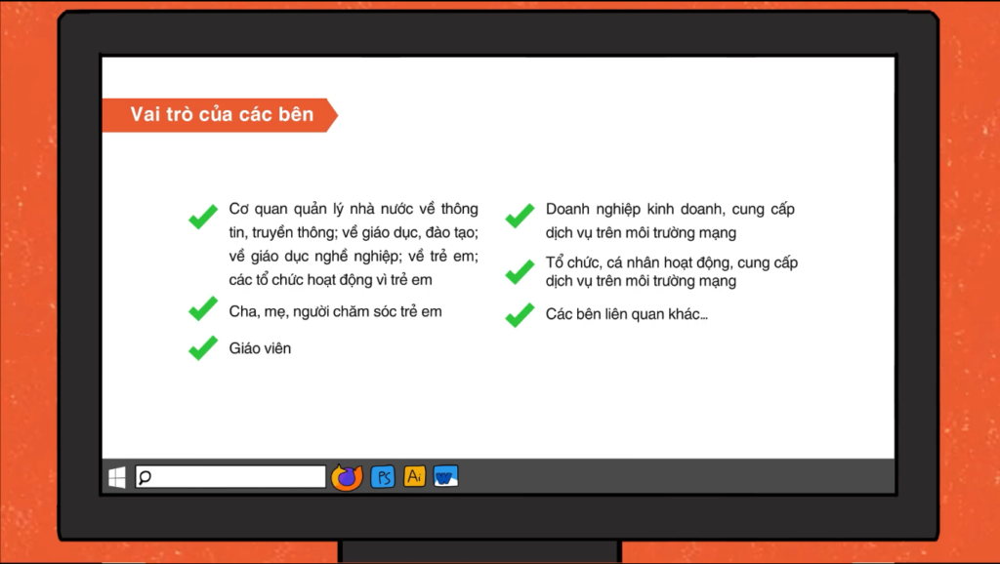 Vai trò của các bên
Cơ quan quản lý nhà nước về thông
tin, truyền thông; về giáo dục, đào tạo;
về giáo dục nghề nghiệp; về trẻ em;
các tổ chức hoạt động vì trẻ em
Cha, mẹ, người chăm sóc trẻ em
Giáo viên
Doanh nghiệp kinh doanh, cung cấp
dịch vụ trên môi trường mạng
Tổ chức, cá nhân hoạt động, cung cấp
dịch vụ trên môi trường mạng
Các bên liên quan khác...
PS
Ai
W